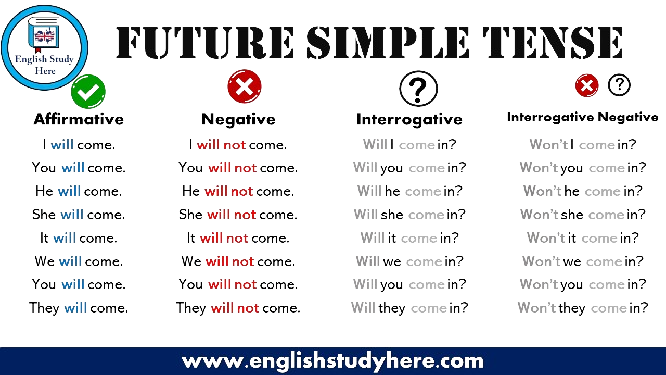 English Study
Here
FUTURE SIMPLE TENSE
Affirmative
I will come.
You will come.
He will come.
She will come.
It will come.
We will come.
You will come.
They will come.
Negative
I will not come.
You will not come.
He will not come.
She will not come.
It will not come.
We will not come.
You will not come.
They will not come.
Interrogative
Will I come in?
Will you come in?
Will he come in?
Will she come in?
Will it come in?
Will we come in?
Will you come in?
Will they come in?
Interrogative Negative
Won't I come in?
Won't you come in?
Won't he come in?
Won't she come in?
Won't it come in?
Won't we come in?
Won't you come in?
Won't they come in?
www.englishstudyhere.com